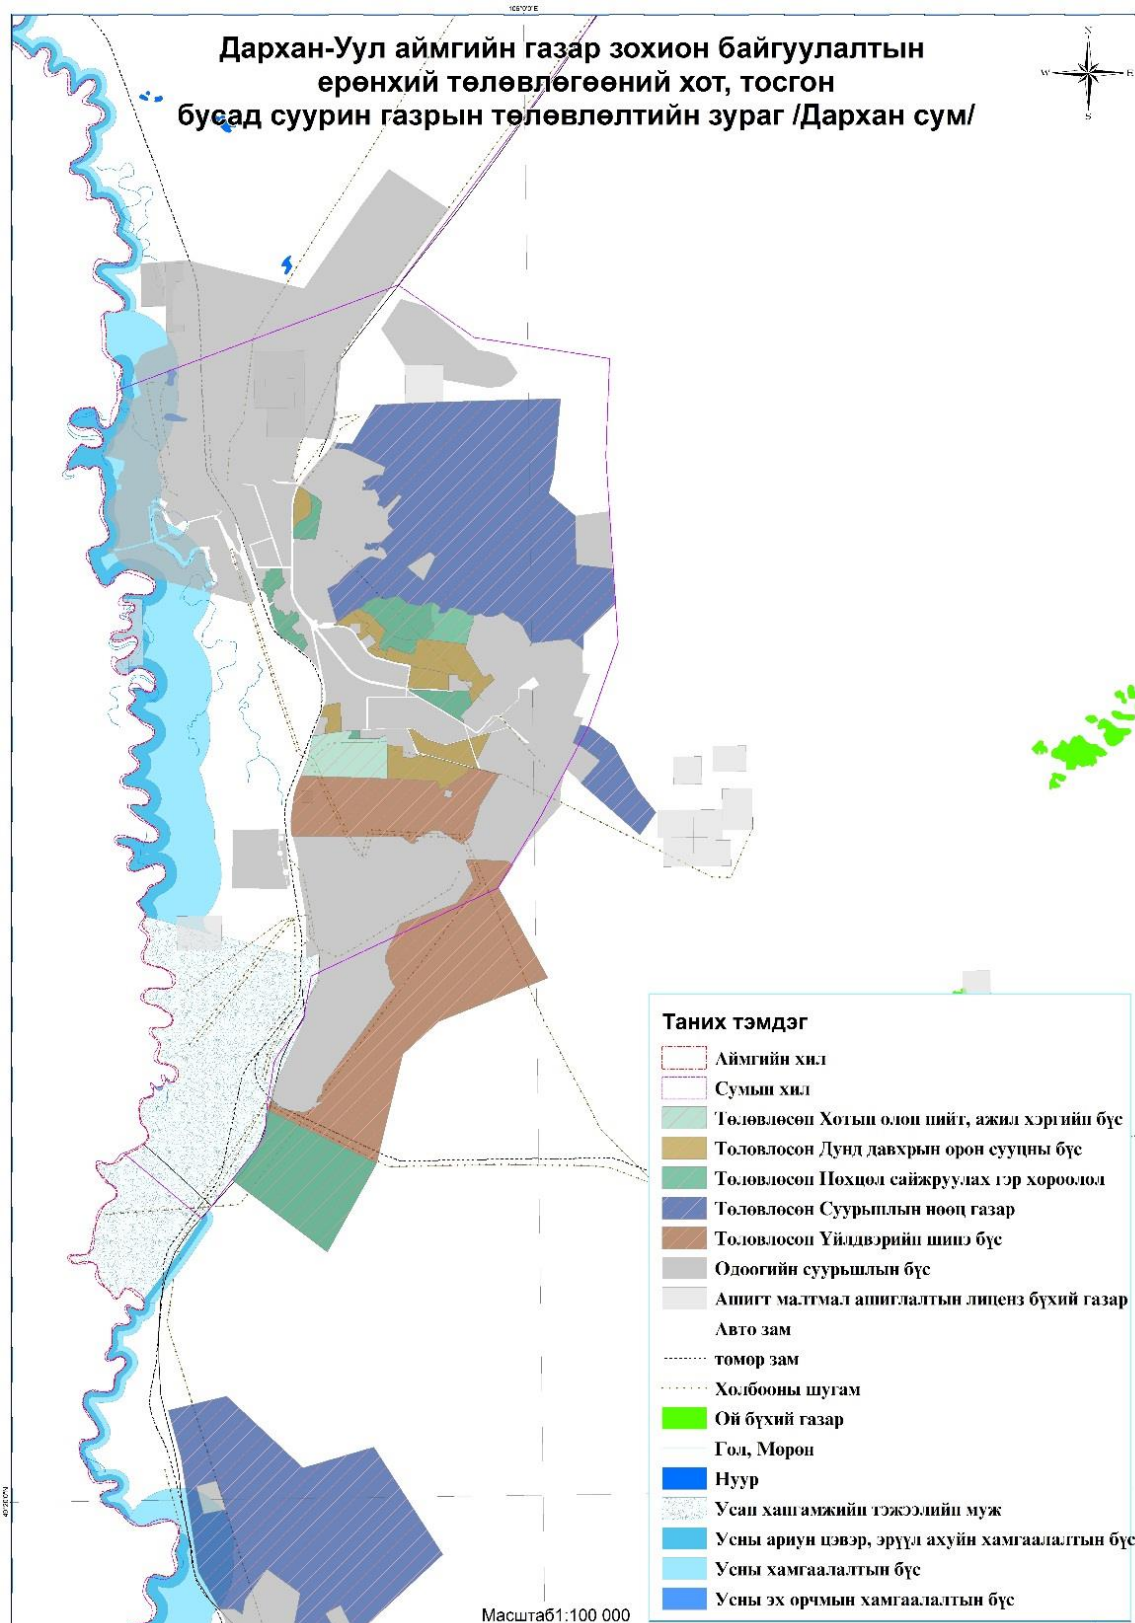 106°0'0"E
Дархан-Уул аймгийн газар зохион байгуулалтын
ерөнхий төлөвлөгөөний хот, тосгон
бусад суурин газрын төлөвлөлтийн зураг /Дархан сум/
N
W E
S
Таних тэмдэг
Аймгийн хил
Сумын хил
Төлөвлөсөн Хотын олон нийт, ажил хэргийн бүс
Төлөвлөсөн Дунд давхрын орон сууцны бүс
Төлөвлөсөн Нөхцөл сайжруулах гэр хороолол
Төлөвлөсөн Суурьшлын нөөц газар
Төлөвлөсөн Үйлдвэрийн шинэ бүс
Одоогийн суурьшлын бүс
Ашигт малтмал ашиглалтын лиценз бүхий газар
Авто зам
төмөр зам
Холбооны шугам
Ой бүхий газар
Гол, Мөрөн
Нуур
Усан хангамжийн тэжээлийн муж
Усны ариун цэвэр, эрүүл ахуйн хамгаалалтын бүс
Усны хамгаалалтын бүс
Усны эх орчмын хамгаалалтын бүс
Масштаб1:100 000